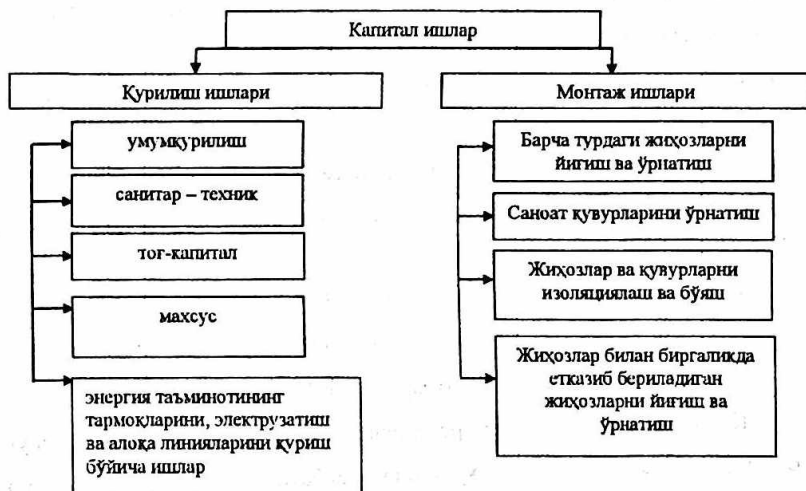 Капитал ишлар
Қурилиш ишлари
умумқурилиш
санитар – техник
тоғ-капитал
махсус
энергия таъминотининг
тармоқларини, электрузатиш
ва алоқа линияларини қуриш
бўйича ишлар
Монтаж ишлари
Барча турдаги жиҳозларни
йиғиш ва ўрнатиш
Саноат қувурларини ўрнатиш
Жиҳозлар ва қувурларни
изоляциялаш ва бўяш
Жиҳозлар билан биргаликда
етказиб бериладиган
жиҳозларни йиғиш ва
ўрнатиш